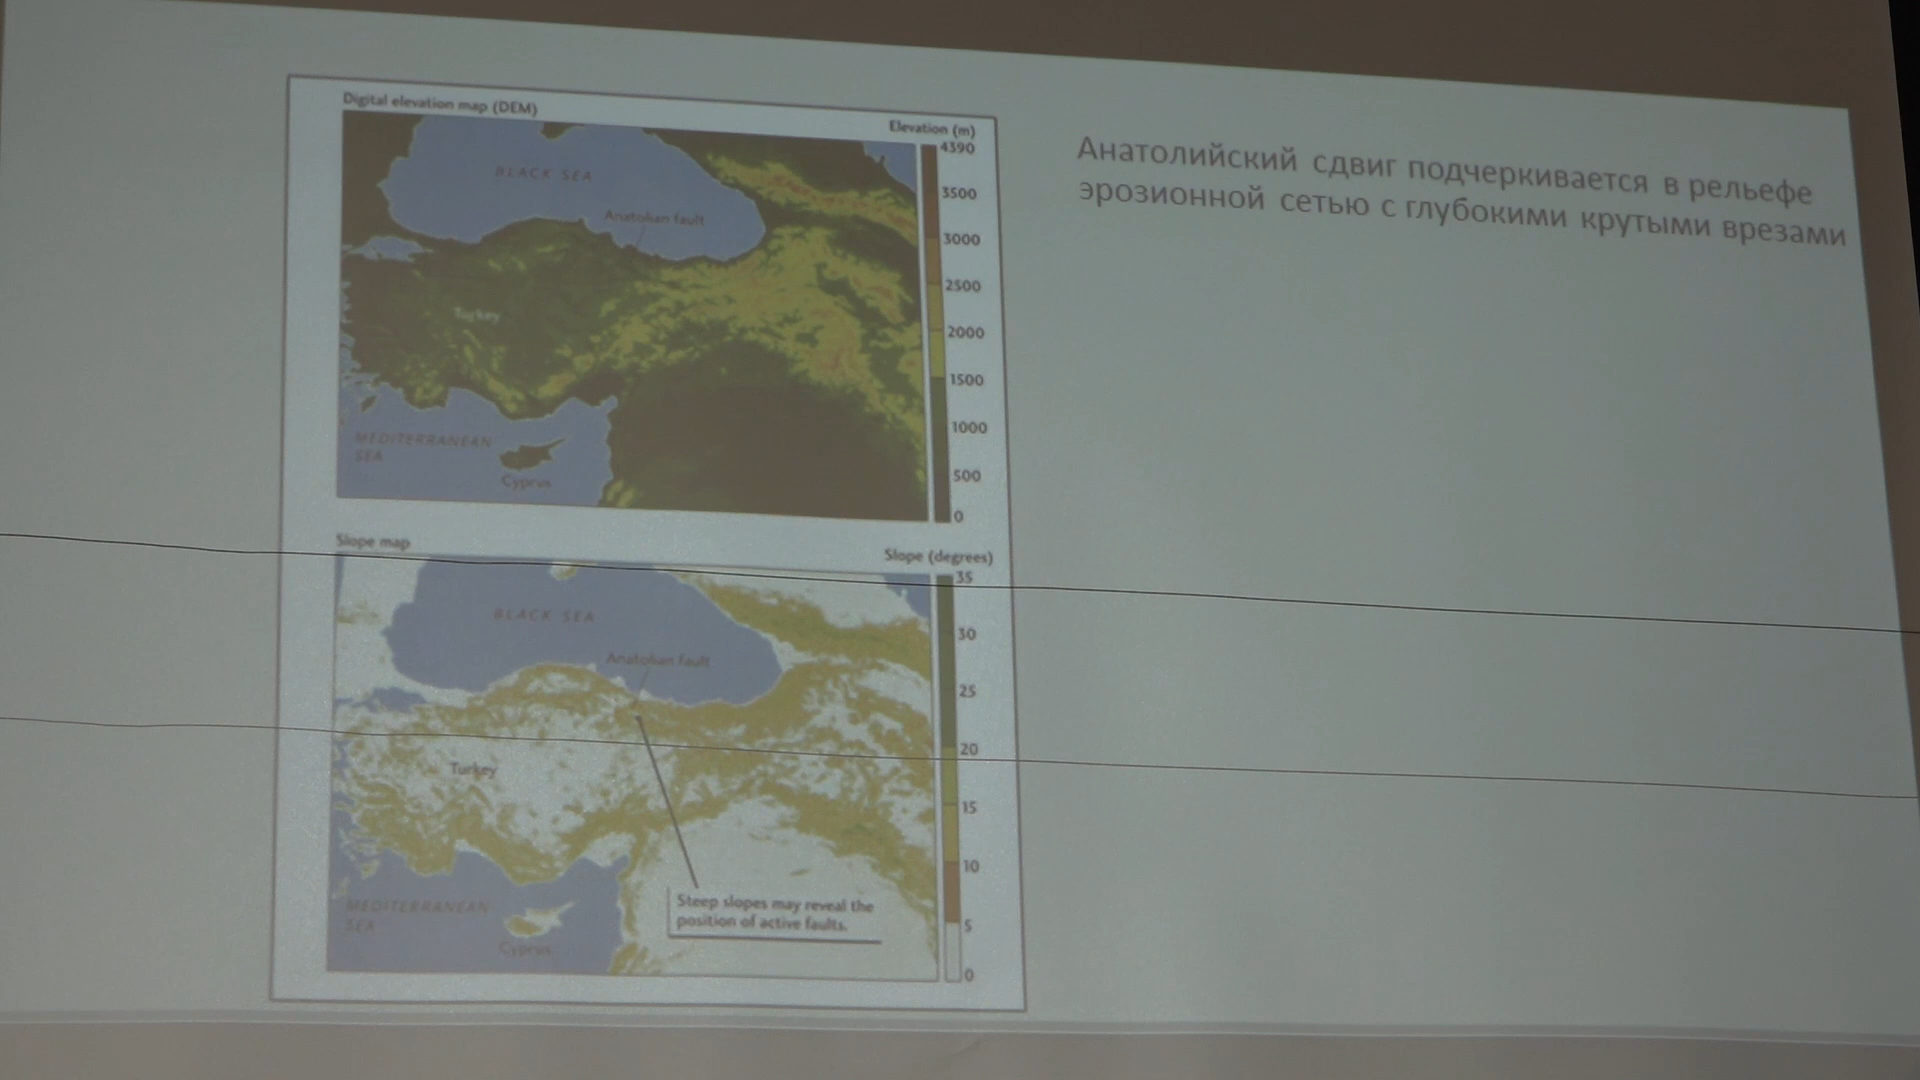 Digital elevation map (DEM)
Elevation (m)
4390
3500
3000
2500
2000
1500
1000
500
0
BLACK SEA
Anatolian fault
Turkey
MEDITERRANEAN
SEA
Cyprus
Slope map
Slope (degrees)
35
30
25
20
15
10
5
0
BLACK SEA
Anatolian fault
Turkey
MEDITERRANEAN
SEA
Cyprus
Steep slopes may reveal the
position of active faults.
Анатолийский сдвиг подчеркивается в рельефе
эрозионной сетью с глубокими крутыми врезами